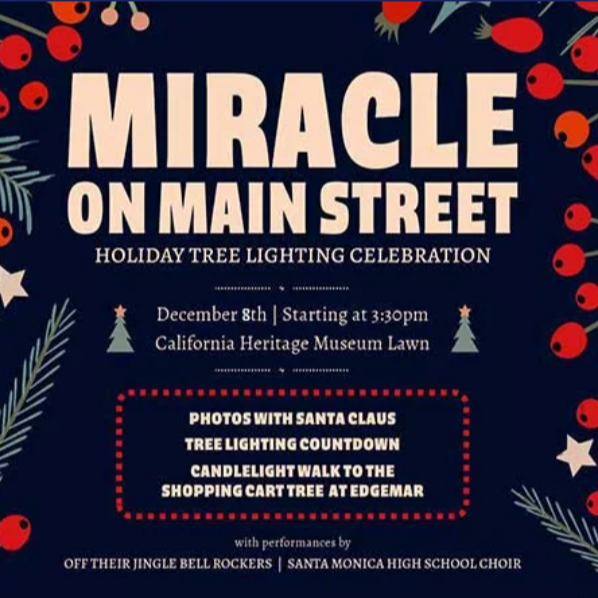 MIRACLE
ON MAIN STREET
HOLIDAY TREE LIGHTING CELEBRATION
December 8th | Starting at 3:30pm
California Heritage Museum Lawn
PHOTOS WITH SANTA CLAUS
TREE LIGHTING COUNTDOWN
CANDLELIGHT WALK TO THE
SHOPPING CART TREE AT EDGEMAR
with performances by
OFF THEIR JINGLE BELL ROCKERS | SANTA MONICA HIGH SCHOOL CHOIR